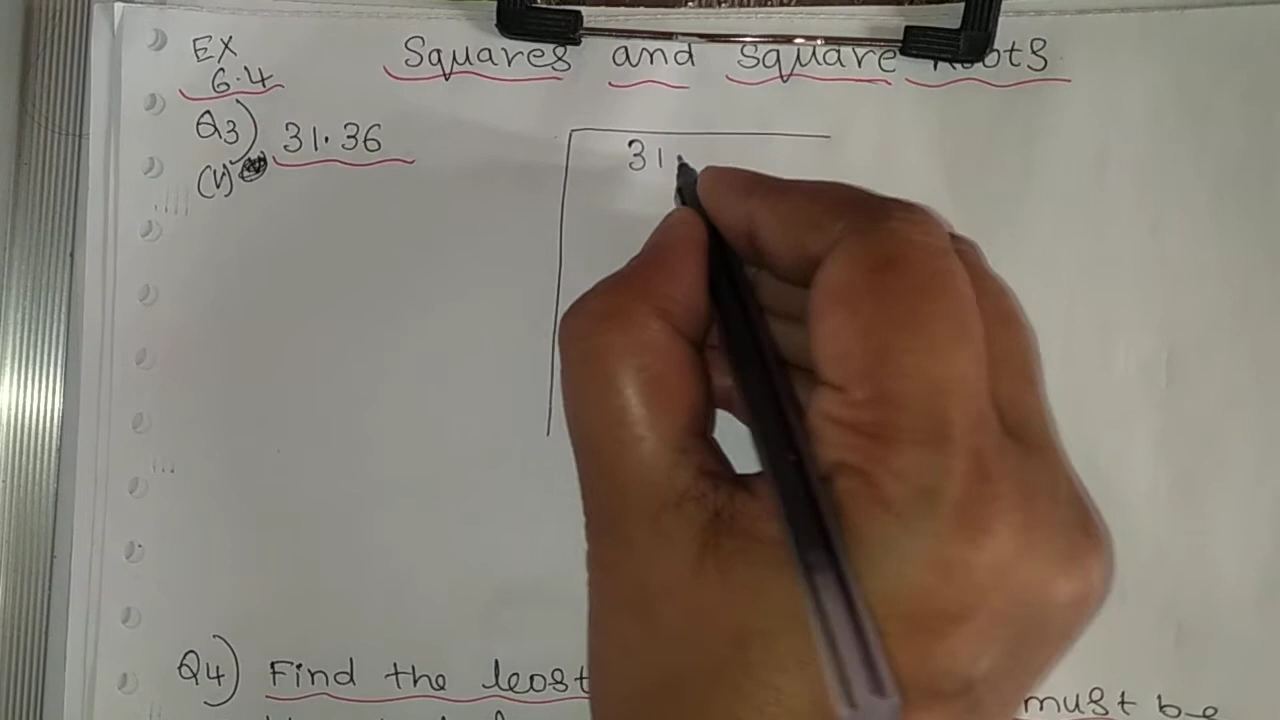 EX Squares and Square Roots
6.4
Q3) 31.36
(V)
31
Q4) Find the least
must be